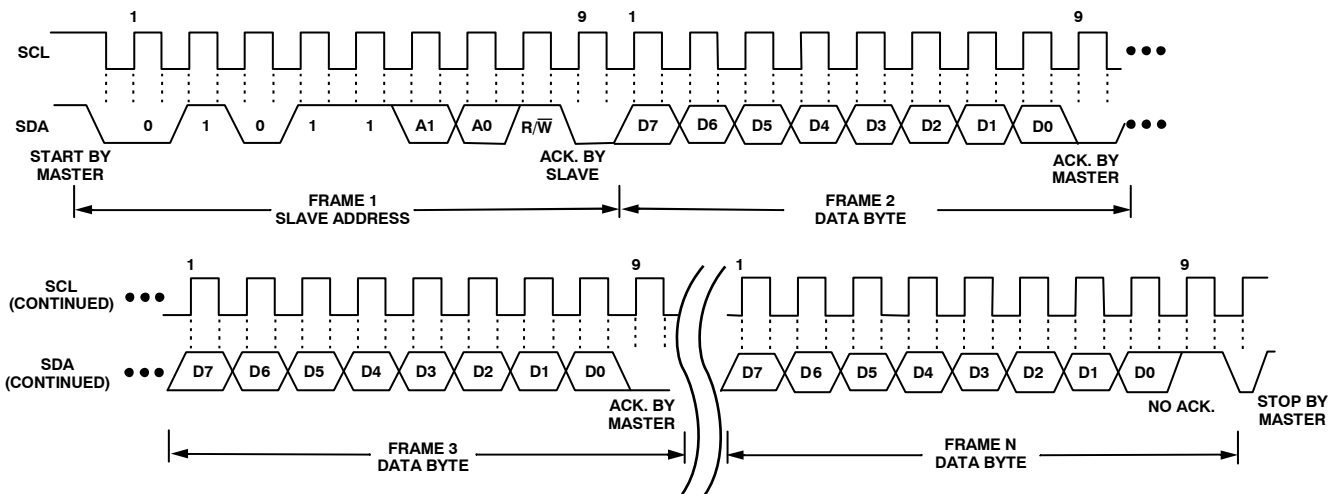 1 9 1 9
SCL
SDA 0 1 0 1 1 A1 A0 R/W̅ D7 D6 D5 D4 D3 D2 D1 D0
START BY
MASTER
ACK. BY
SLAVE
ACK. BY
MASTER
FRAME 1
SLAVE ADDRESS
FRAME 2
DATA BYTE
1 9 1 9
SCL
(CONTINUED)
SDA
(CONTINUED)
D7 D6 D5 D4 D3 D2 D1 D0 D7 D6 D5 D4 D3 D2 D1 D0
ACK. BY
MASTER
NO ACK.
STOP BY
MASTER
FRAME 3
DATA BYTE
FRAME N
DATA BYTE